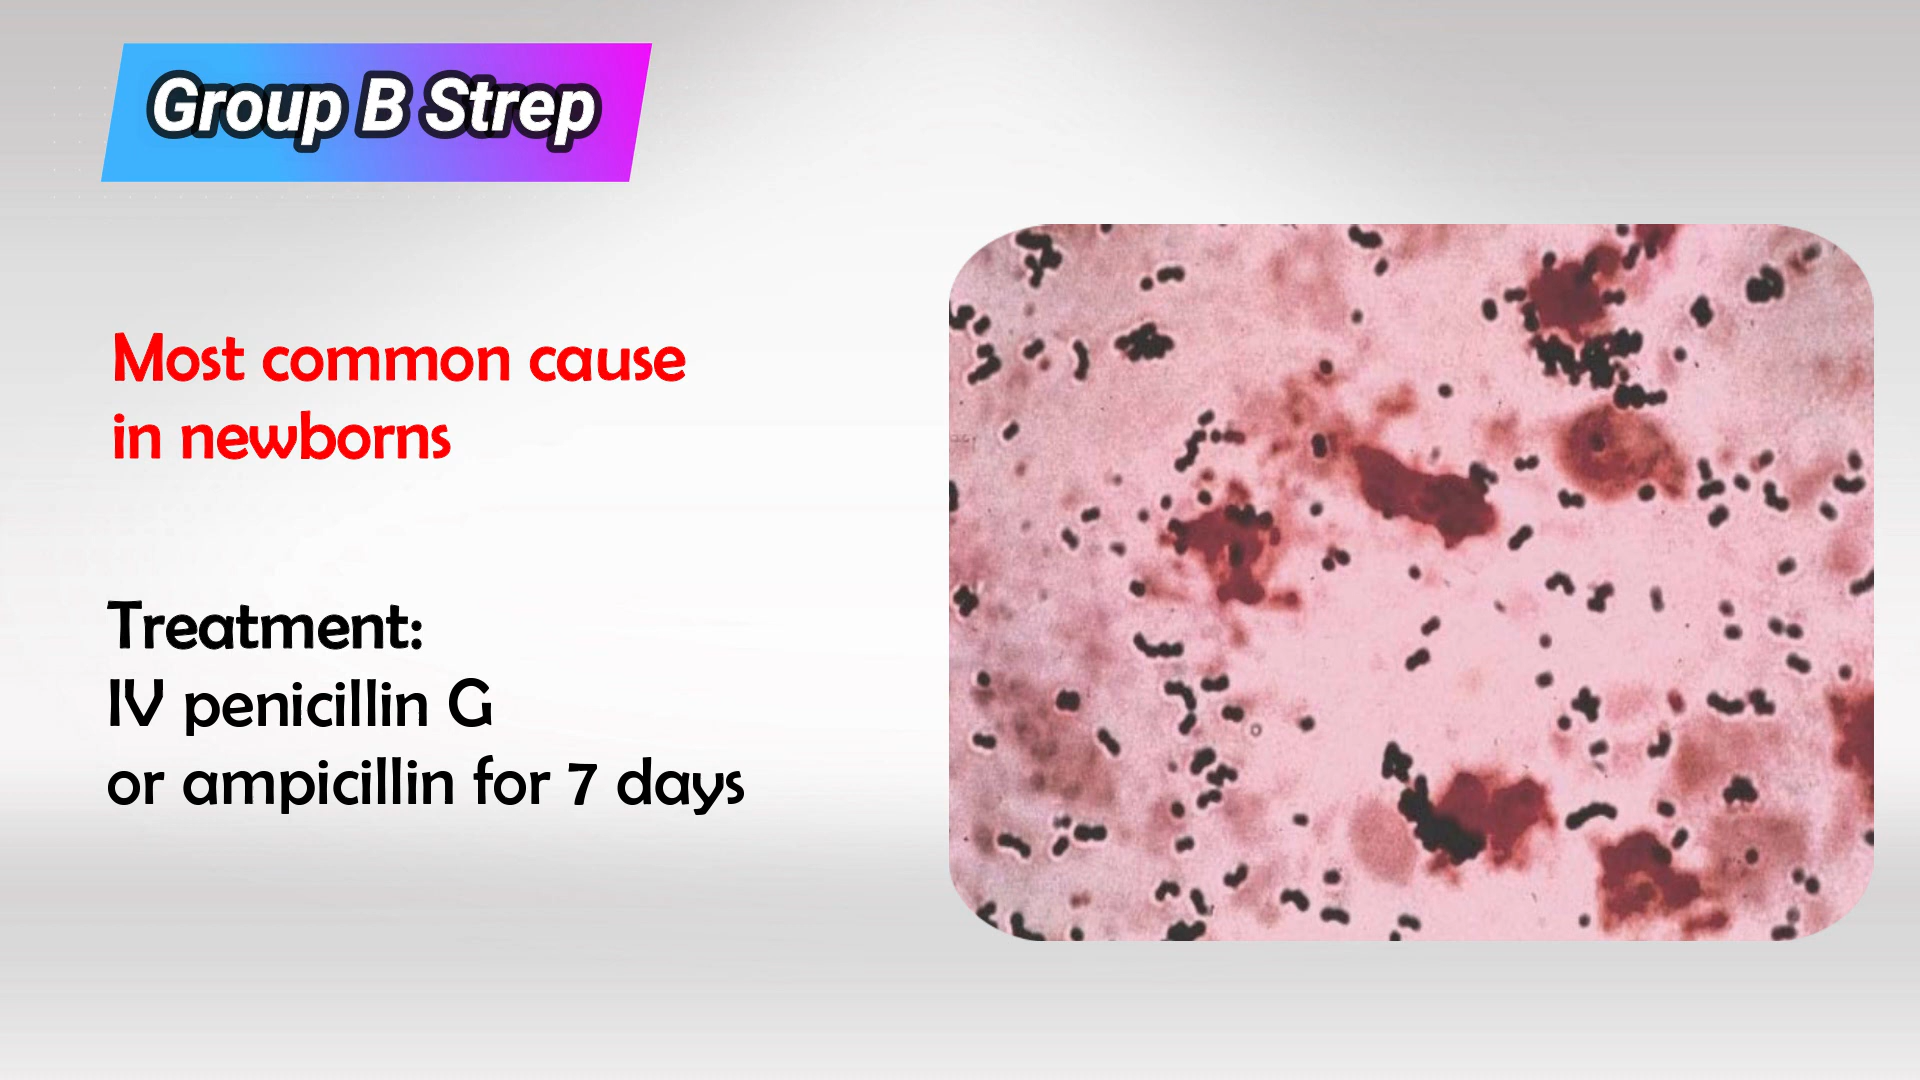 Group B Strep
Most common cause
in newborns
Treatment:
IV penicillin G
or ampicillin for 7 days